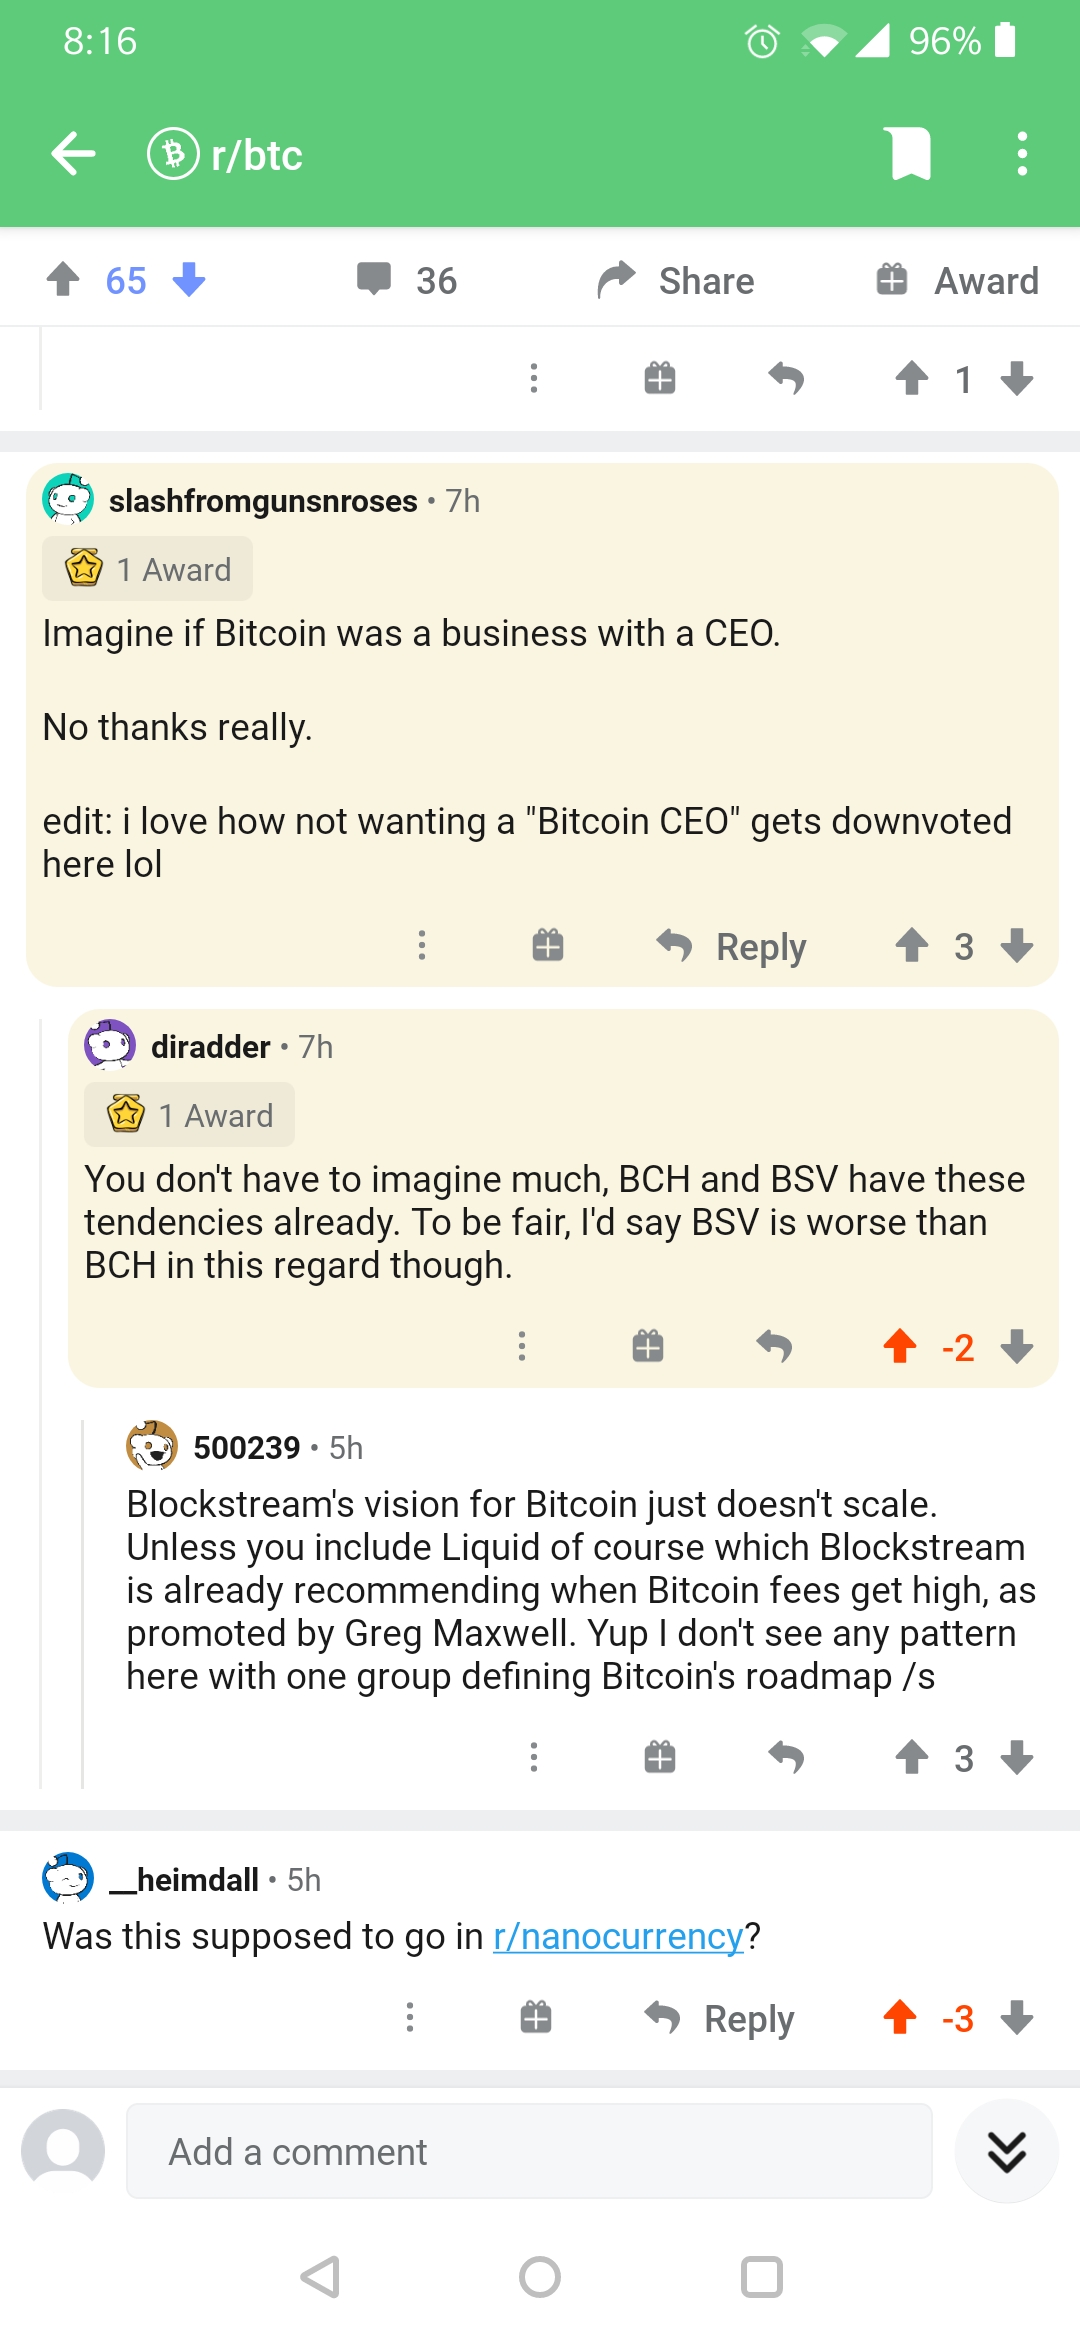 8:16 96%
r/btc
65 36 Share Award
1
slashfromgunsnroses • 7h
1 Award
Imagine if Bitcoin was a business with a CEO.
No thanks really.
edit: i love how not wanting a "Bitcoin CEO" gets downvoted
here lol
Reply 3
diradder • 7h
1 Award
You don't have to imagine much, BCH and BSV have these
tendencies already. To be fair, I'd say BSV is worse than
BCH in this regard though.
-2
500239 • 5h
Blockstream's vision for Bitcoin just doesn't scale.
Unless you include Liquid of course which Blockstream
is already recommending when Bitcoin fees get high, as
promoted by Greg Maxwell. Yup I don't see any pattern
here with one group defining Bitcoin's roadmap /s
3
__heimdall • 5h
Was this supposed to go in r/nanocurrency?
Reply -3
Add a comment